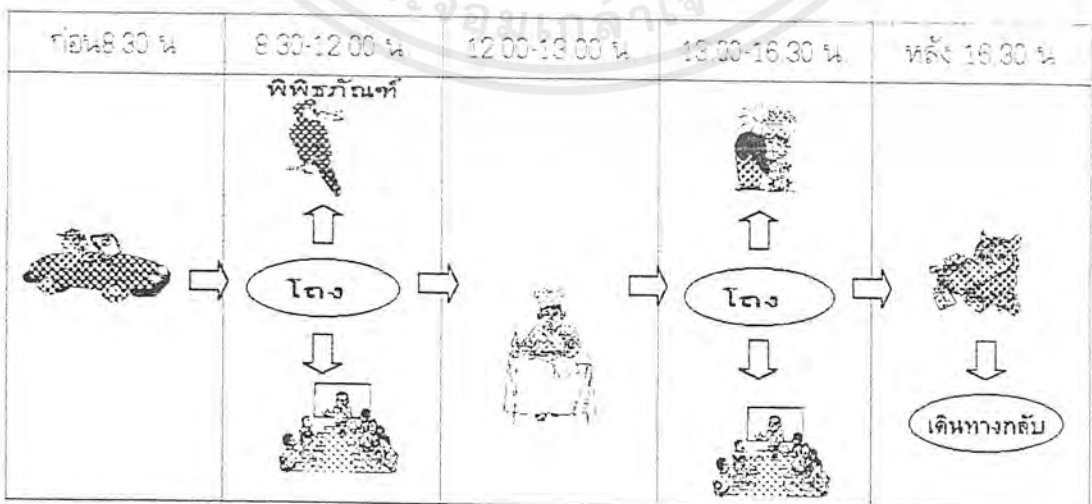 ก่อน8.30 น.
8.30-12.00 น.
12.00-13.00 น.
13.00-16.30 น.
หลัง 16.30 น.
พิพิธภัณฑ์
โถง
โถง
เดินทางกลับ